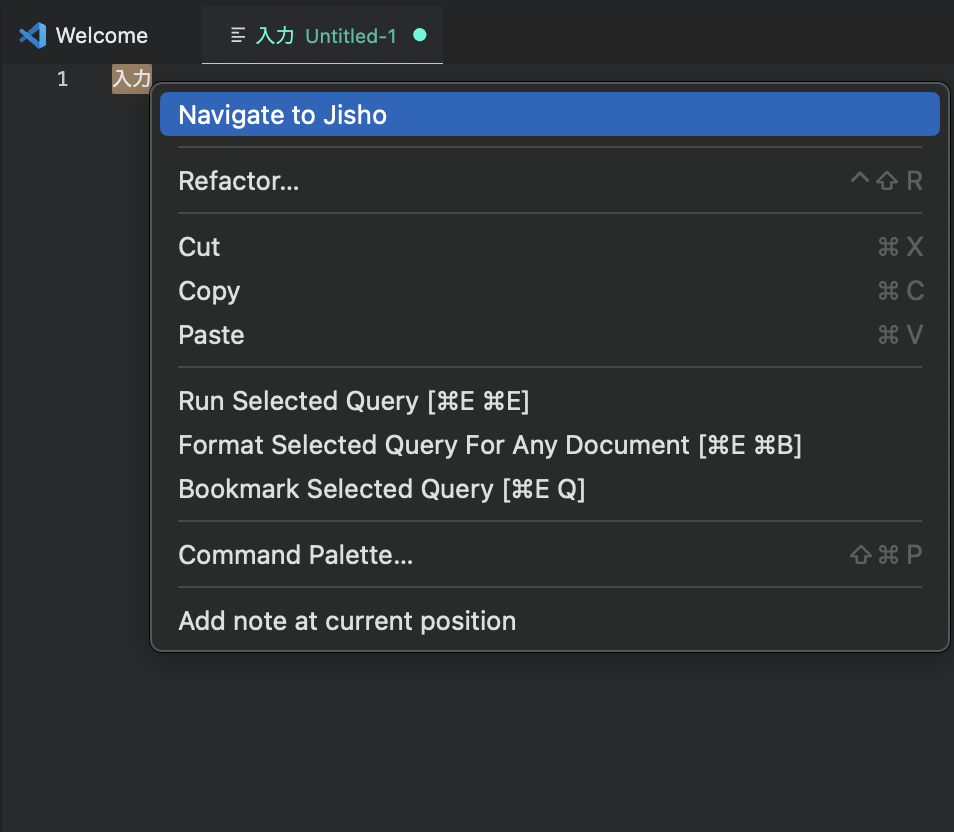 Welcome
入力 Untitled-1
1 入力
Navigate to Jisho
Refactor... ^⇧R
Cut ⌘X
Copy ⌘C
Paste ⌘V
Run Selected Query [⌘E ⌘E]
Format Selected Query For Any Document [⌘E ⌘B]
Bookmark Selected Query [⌘E Q]
Command Palette... ⇧⌘P
Add note at current position